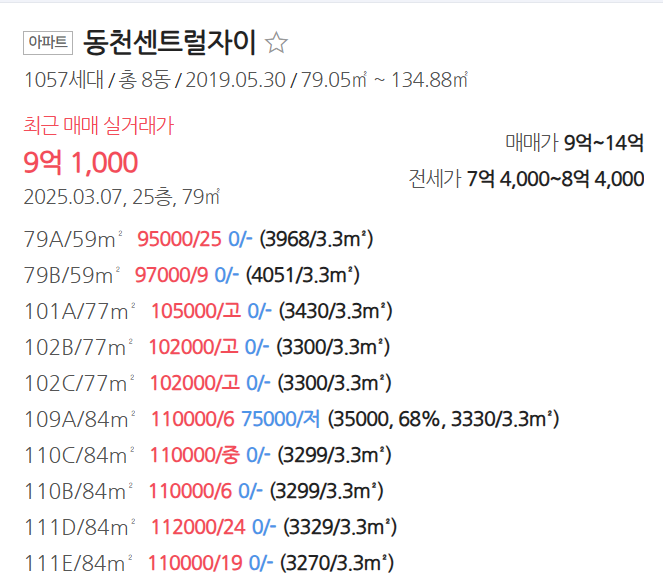 아파트 동천센트럴자이 ☆
1057세대 / 총 8동 / 2019.05.30 / 79.05㎡ ~ 134.88㎡
최근 매매 실거래가
9억 1,000
2025.03.07, 25층, 79㎡
매매가 9억~14억
전세가 7억 4,000~8억 4,000
79A/59m² 95000/25 0/- (3968/3.3m²)
79B/59m² 97000/9 0/- (4051/3.3m²)
101A/77m² 105000/고 0/- (3430/3.3m²)
102B/77m² 102000/고 0/- (3300/3.3m²)
102C/77m² 102000/고 0/- (3300/3.3m²)
109A/84m² 110000/6 75000/저 (35000, 68%, 3330/3.3m²)
110C/84m² 110000/중 0/- (3299/3.3m²)
110B/84m² 110000/6 0/- (3299/3.3m²)
111D/84m² 112000/24 0/- (3329/3.3m²)
111E/84m² 110000/19 0/- (3270/3.3m²)